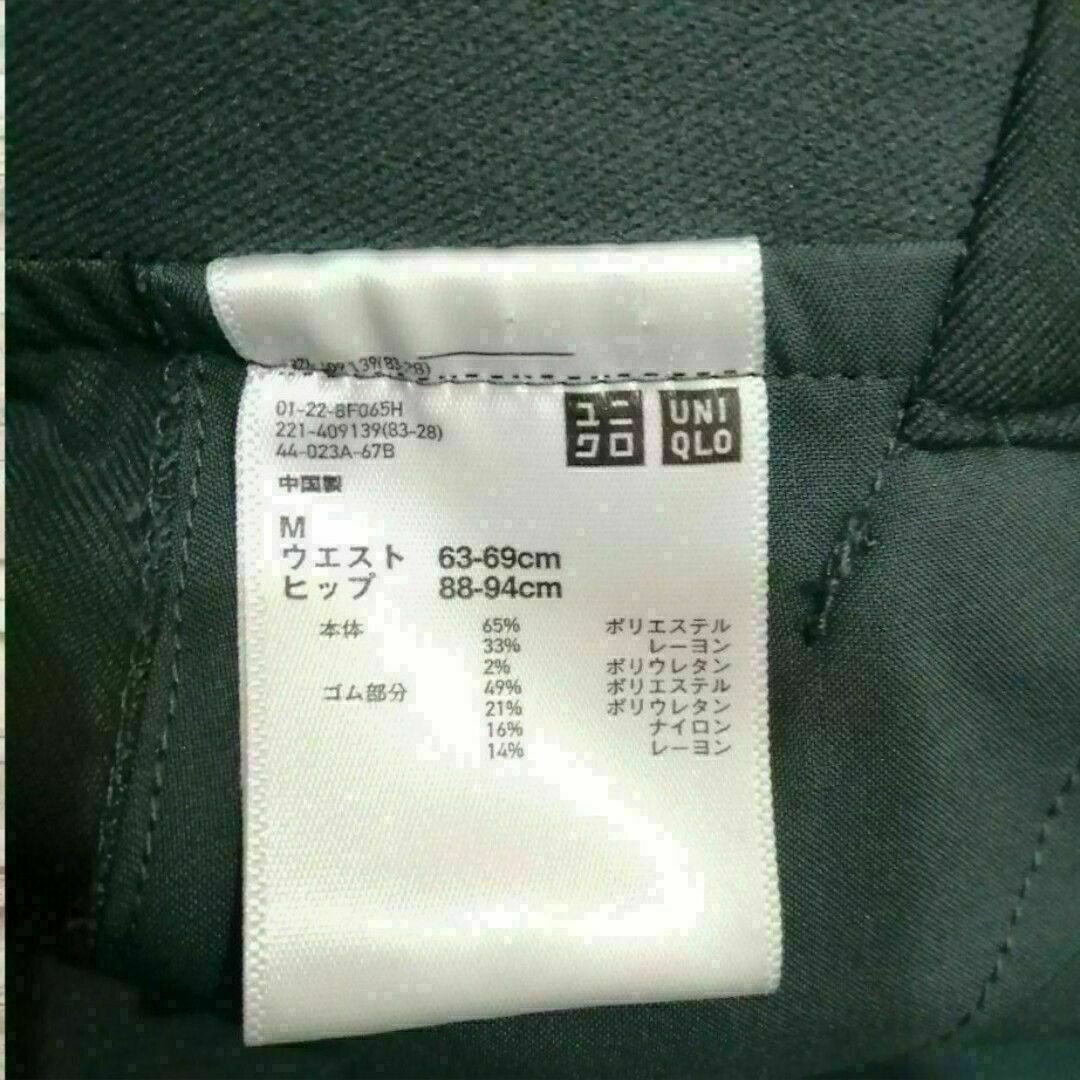 01-22-8F065H
221-409139(83-28)
44-023A-67B
ユニクロ
UNIQLO
中国製
M
ウエスト 63-69cm
ヒップ 88-94cm
本体 65% ポリエステル
33% レーヨン
2% ポリウレタン
ゴム部分 49% ポリエステル
21% ポリウレタン
16% ナイロン
14% レーヨン